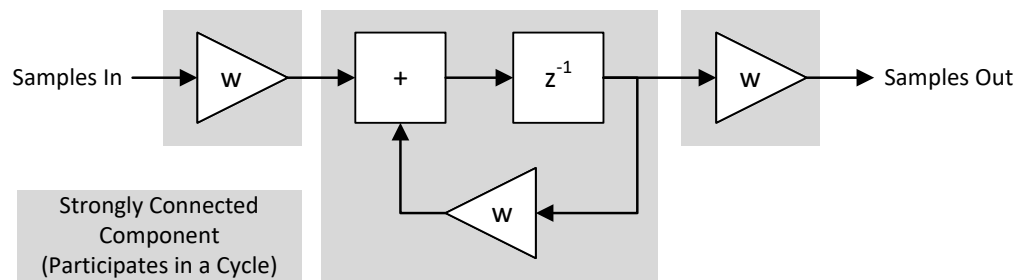 Samples In
w
+
z⁻¹
w
Samples Out
w
Strongly Connected
Component
(Participates in a Cycle)